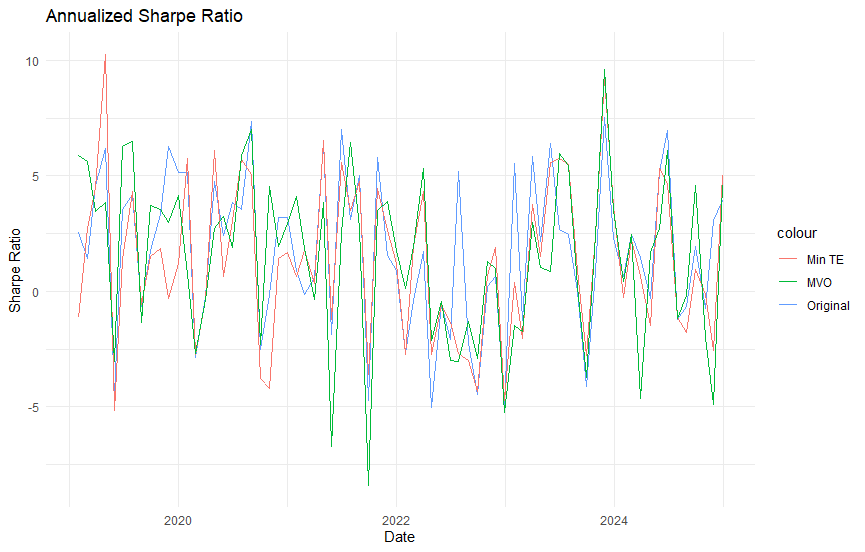 Annualized Sharpe Ratio
10
5
0
-5
Sharpe Ratio
2020
2022
2024
Date
colour
Min TE
MVO
Original